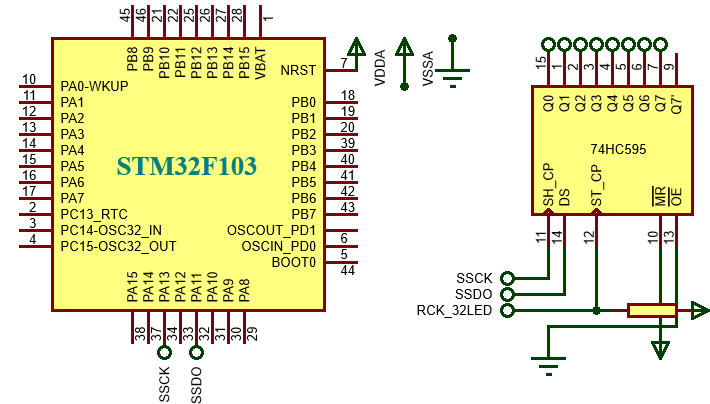 45 46 21 22 25 26 27 28 1
PB8 PB9 PB10 PB11 PB12 PB13 PB14 PB15 VBAT
NRST 7
10 PA0-WKUP
11 PA1
12 PA2
13 PA3
14 PA4
15 PA5
16 PA6
17 PA7
2 PC13_RTC
3 PC14-OSC32_IN
4 PC15-OSC32_OUT
STM32F103
PB0 18
PB1 19
PB2 20
PB3 39
PB4 40
PB5 41
PB6 42
PB7 43
OSCOUT_PD1 6
OSCIN_PD0 5
BOOT0 44
PA15 PA14 PA13 PA12 PA11 PA10 PA9 PA8
38 37 34 33 32 31 30 29
SSCK
SSDO
VDDA
VSSA
15 1 2 3 4 5 6 7 9
Q0 Q1 Q2 Q3 Q4 Q5 Q6 Q7 Q7'
74HC595
SH_CP DS ST_CP MR OE
11 14 12 10 13
SSCK
SSDO
RCK_32LED